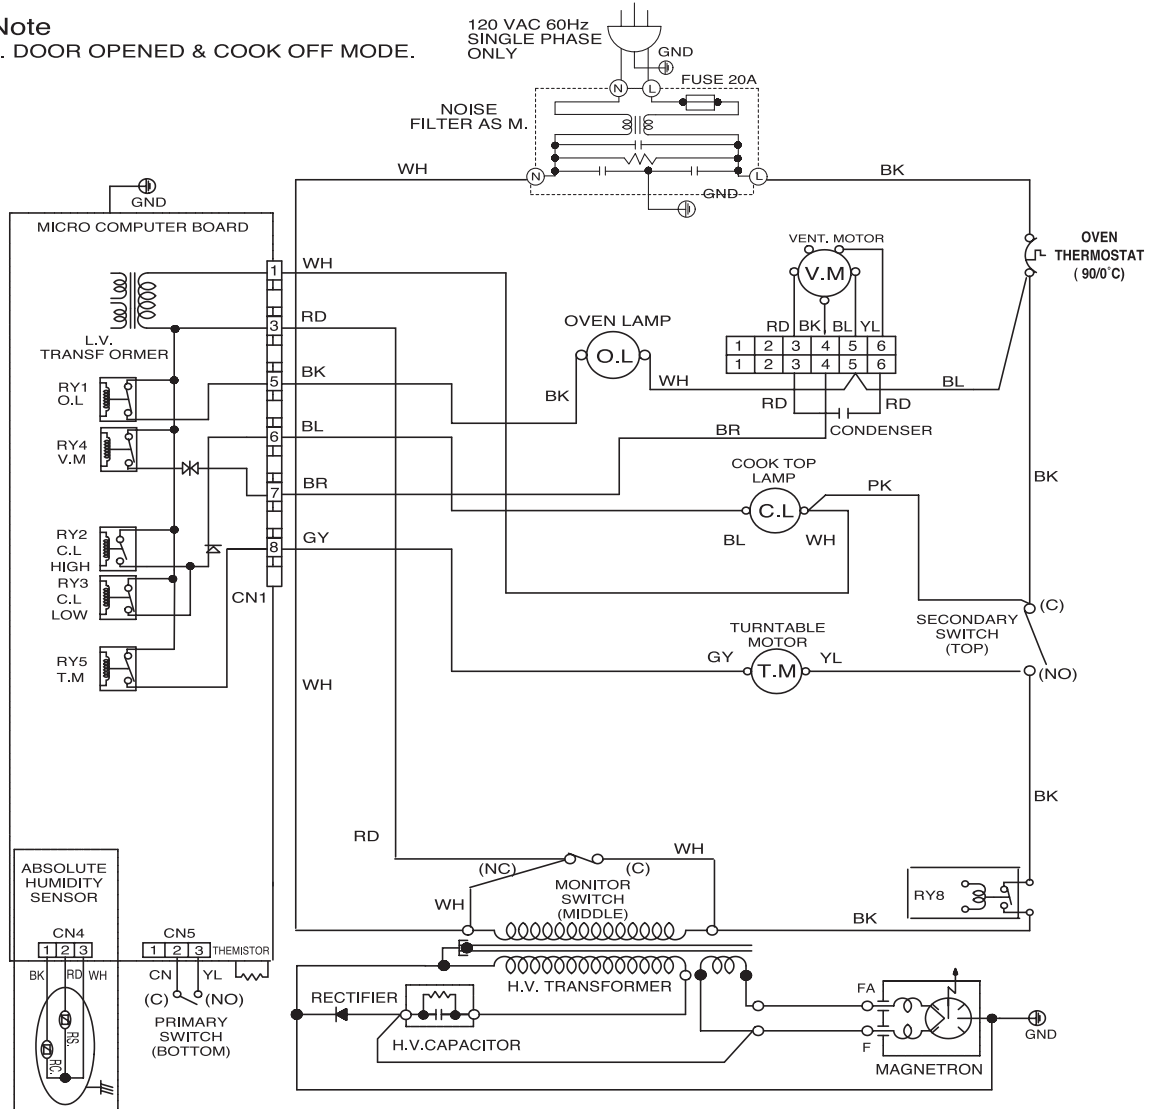 Note
. DOOR OPENED & COOK OFF MODE.
120 VAC 60Hz
SINGLE PHASE
ONLY
GND
N
L
FUSE 20A
NOISE
FILTER AS M.
WH
N
L
BK
GND
GND
MICRO COMPUTER BOARD
VENT. MOTOR
V.M
OVEN
THERMOSTAT
( 90/0°C)
1
WH
RD
BK
BL
YL
3
RD
L.V.
TRANSF ORMER
OVEN LAMP
O.L
1 2 3 4 5 6
1 2 3 4 5 6
RY1
O.L
5
BK
BK
WH
BL
RD
RD
CONDENSER
RY4
V.M
6
BL
BR
COOK TOP
LAMP
C.L
PK
BK
7
BR
BL
WH
RY2
C.L
HIGH
8
GY
RY3
C.L
LOW
CN1
(C)
SECONDARY
SWITCH
(TOP)
(NO)
TURNTABLE
MOTOR
GY
T.M
YL
RY5
T.M
WH
BK
RD
(NC)
(C)
WH
MONITOR
SWITCH
(MIDDLE)
WH
RY8
BK
ABSOLUTE
HUMIDITY
SENSOR
CN4
1 2 3
CN5
1 2 3
THEMISTOR
BK
RD
WH
CN
YL
(C)
(NO)
PRIMARY
SWITCH
(BOTTOM)
RS.
RC.
H.V. TRANSFORMER
RECTIFIER
H.V.CAPACITOR
FA
F
MAGNETRON
GND